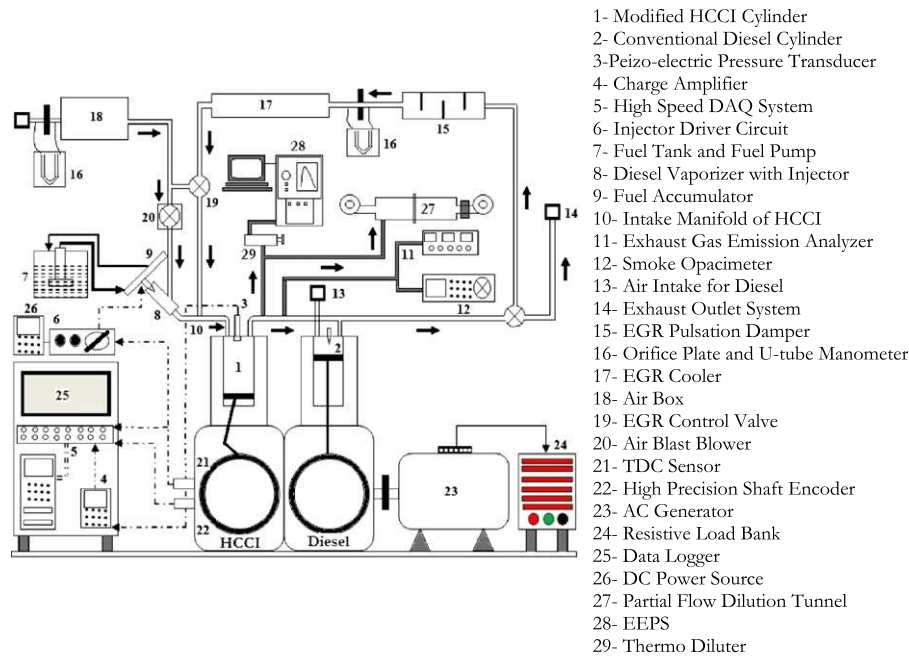 1- Modified HCCI Cylinder
2- Conventional Diesel Cylinder
3-Peizo-electric Pressure Transducer
4- Charge Amplifier
5- High Speed DAQ System
6- Injector Driver Circuit
7- Fuel Tank and Fuel Pump
8- Diesel Vaporizer with Injector
9- Fuel Accumulator
10- Intake Manifold of HCCI
11- Exhaust Gas Emission Analyzer
12- Smoke Opacimeter
13- Air Intake for Diesel
14- Exhaust Outlet System
15- EGR Pulsation Damper
16- Orifice Plate and U-tube Manometer
17- EGR Cooler
18- Air Box
19- EGR Control Valve
20- Air Blast Blower
21- TDC Sensor
22- High Precision Shaft Encoder
23- AC Generator
24- Resistive Load Bank
25- Data Logger
26- DC Power Source
27- Partial Flow Dilution Tunnel
28- EEPS
29- Thermo Diluter
18
17
15
16
16
28
19
20
27
14
29
11
9
7
13
12
8
3
26
6
10
2
1
25
5
4
21
22
23
24
HCCI
Diesel